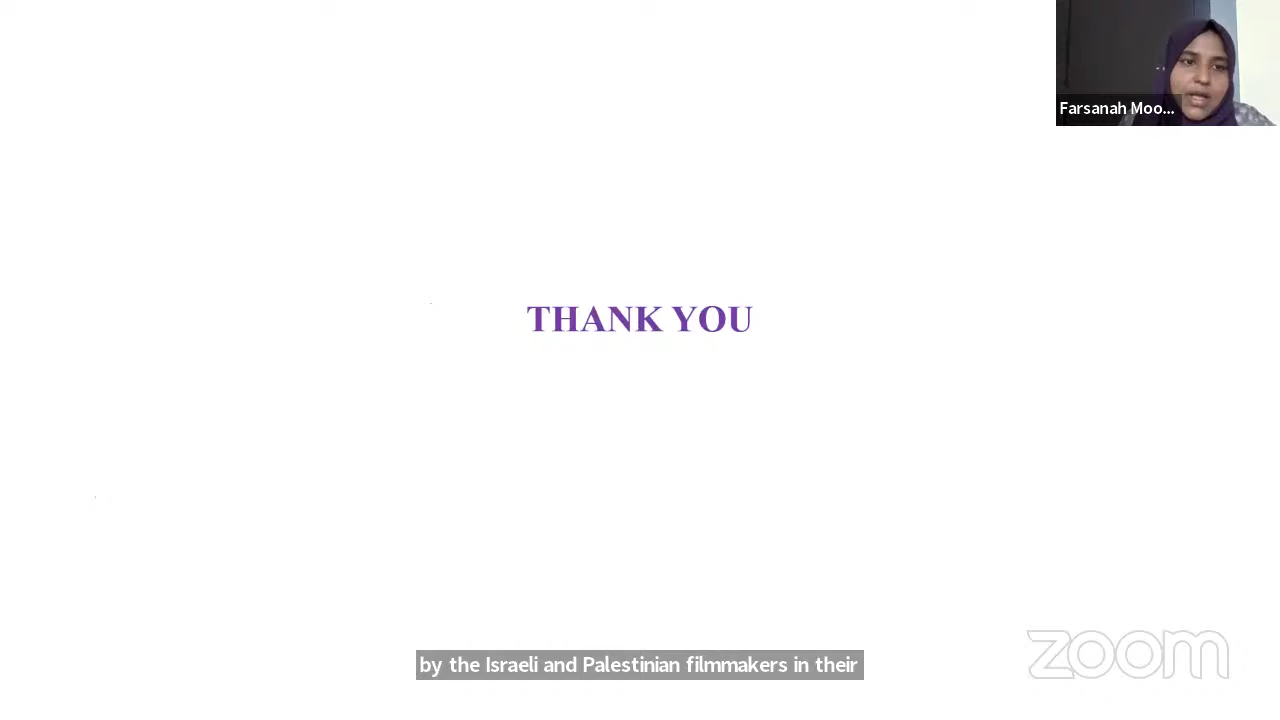 Farsanah Moo...
THANK YOU
by the Israeli and Palestinian filmmakers in their
zoom